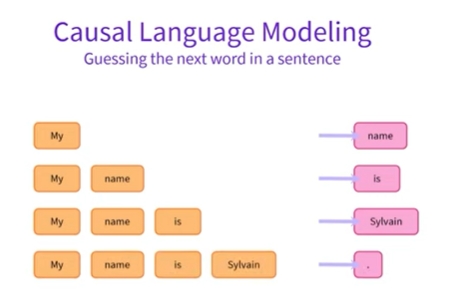 Causal Language Modeling
Guessing the next word in a sentence
My name
My name is
My name is Sylvain
My name is Sylvain .